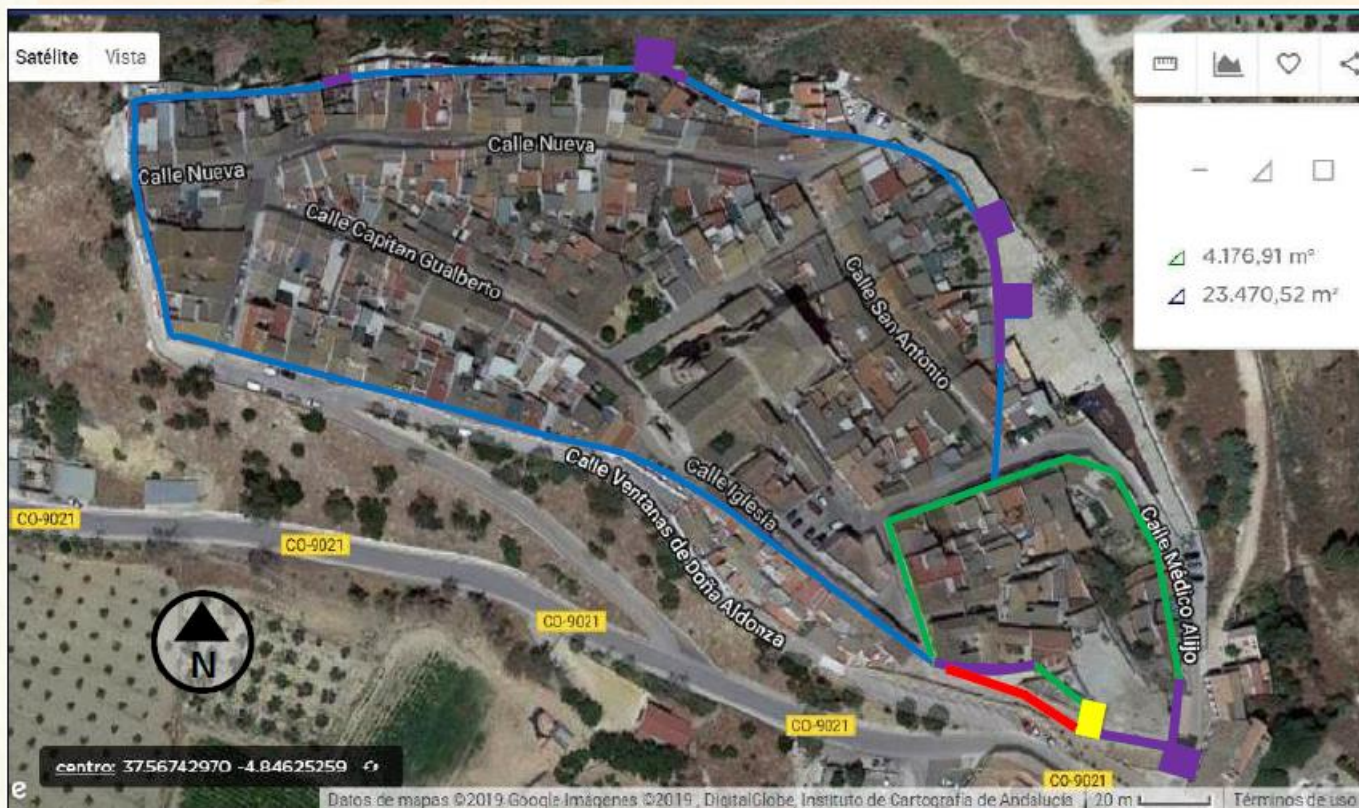 Satélite Vista
Calle Nueva
Calle Nueva
Calle Capitan Gualberto
Calle San Antonio
4.176,91 m²
23.470,52 m²
Calle Iglesia
Calle Ventanas de Doña Aldonza
Calle Médico Alijo
CO-9021
CO-9021
CO-9021
CO-9021
CO-9021
N
centro: 37.56742970 -4.84625259
e
Datos de mapas ©2019 Google Imágenes ©2019 , DigitalGlobe, Instituto de Cartografía de Andalucía 20 m Términos de uso